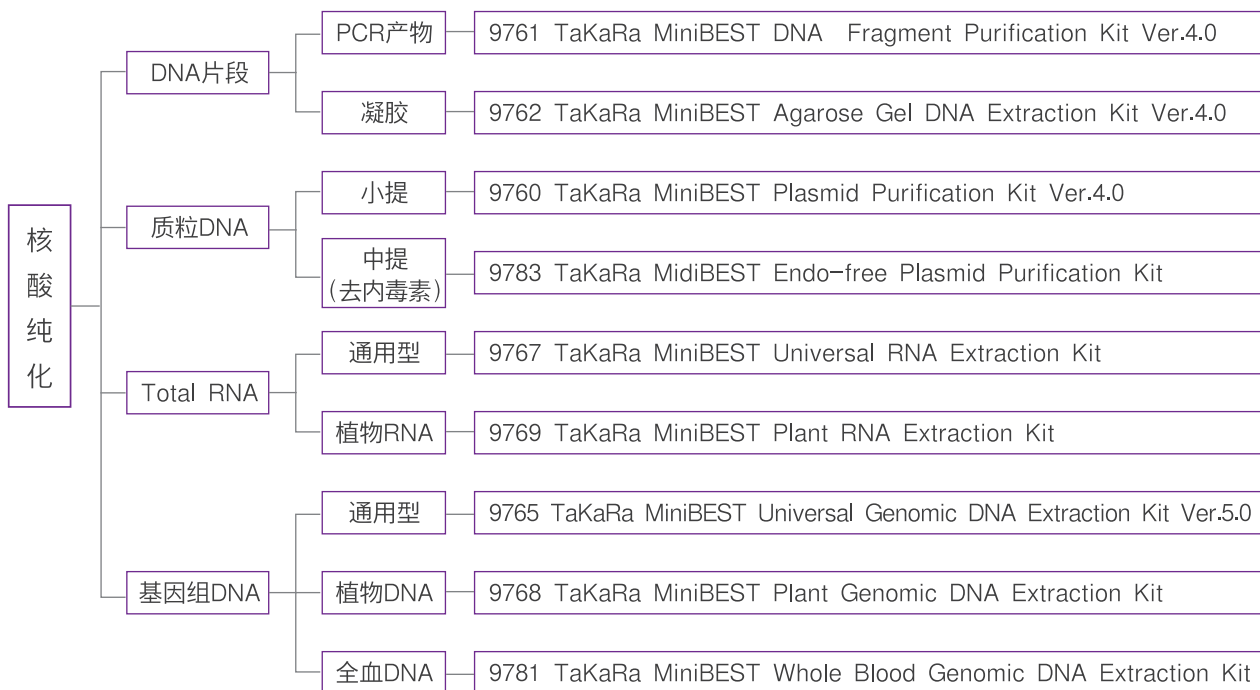 核酸纯化
DNA片段
PCR产物
9761 TaKaRa MiniBEST DNA Fragment Purification Kit Ver.4.0
凝胶
9762 TaKaRa MiniBEST Agarose Gel DNA Extraction Kit Ver.4.0
质粒DNA
小提
9760 TaKaRa MiniBEST Plasmid Purification Kit Ver.4.0
中提
(去内毒素)
9783 TaKaRa MidiBEST Endo-free Plasmid Purification Kit
Total RNA
通用型
9767 TaKaRa MiniBEST Universal RNA Extraction Kit
植物RNA
9769 TaKaRa MiniBEST Plant RNA Extraction Kit
基因组DNA
通用型
9765 TaKaRa MiniBEST Universal Genomic DNA Extraction Kit Ver.5.0
植物DNA
9768 TaKaRa MiniBEST Plant Genomic DNA Extraction Kit
全血DNA
9781 TaKaRa MiniBEST Whole Blood Genomic DNA Extraction Kit